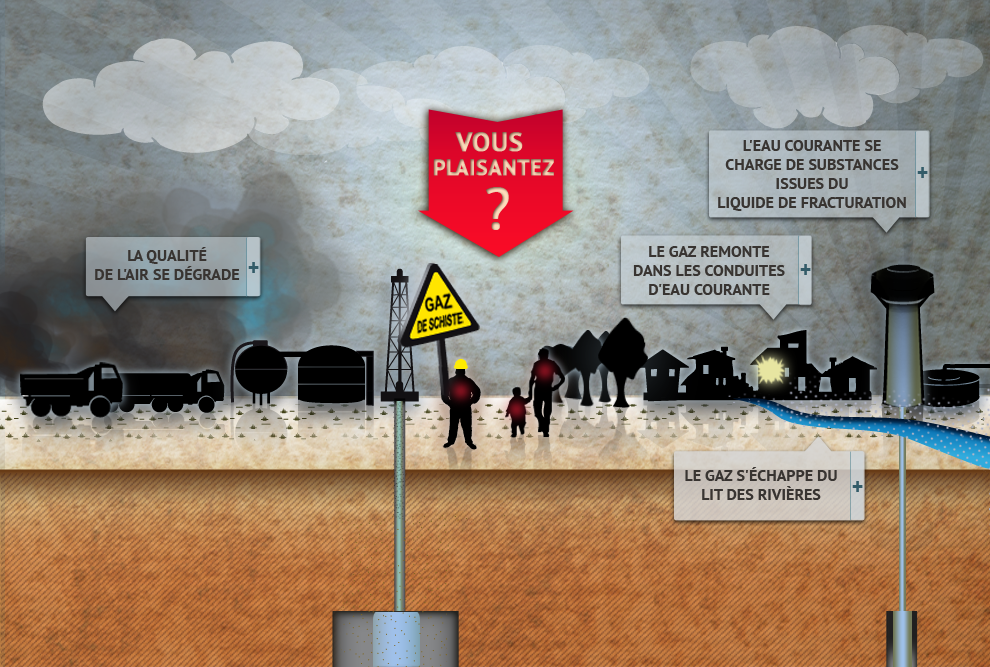 VOUS
PLAISANTEZ
?
L'EAU COURANTE SE
CHARGE DE SUBSTANCES
ISSUES DU
LIQUIDE DE FRACTURATION
+
LA QUALITÉ
DE L'AIR SE DÉGRADE
+
LE GAZ REMONTE
DANS LES CONDUITES
D'EAU COURANTE
+
GAZ
DE SCHISTE
LE GAZ S'ÉCHAPPE DU
LIT DES RIVIÈRES
+